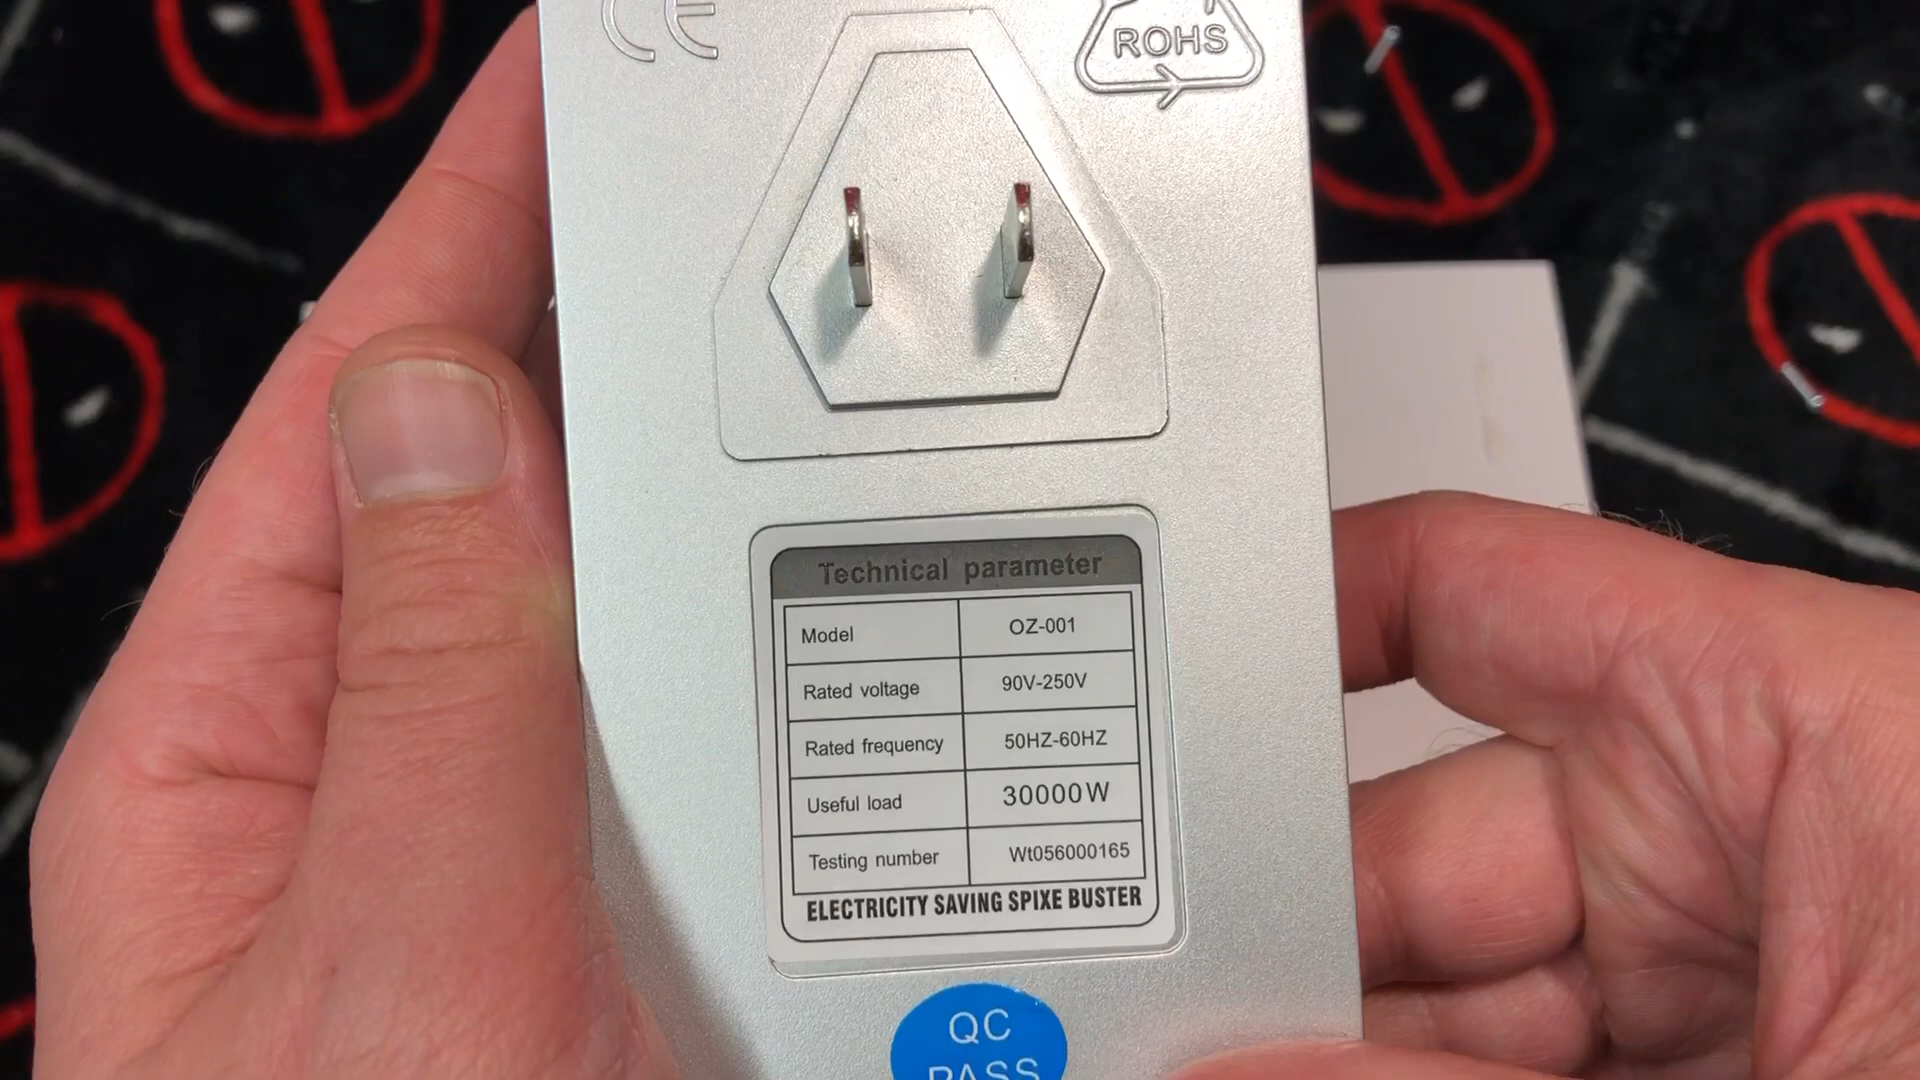 CE
ROHS
Technical parameter
Model OZ-001
Rated voltage 90V-250V
Rated frequency 50HZ-60HZ
Useful load 30000W
Testing number Wt056000165
ELECTRICITY SAVING SPIXE BUSTER
QC
PASS